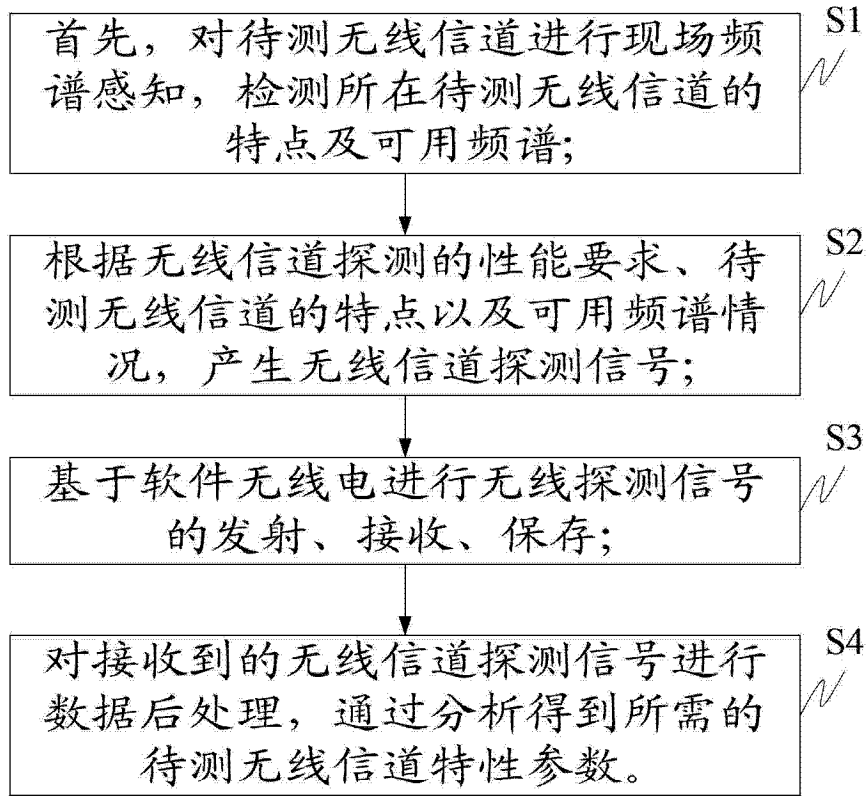 S1
首先，对待测无线信道进行现场频
谱感知，检测所在待测无线信道的
特点及可用频谱;
S2
根据无线信道探测的性能要求、待
测无线信道的特点以及可用频谱情
况，产生无线信道探测信号;
S3
基于软件无线电进行无线探测信号
的发射、接收、保存;
S4
对接收到的无线信道探测信号进行
数据后处理，通过分析得到所需的
待测无线信道特性参数。